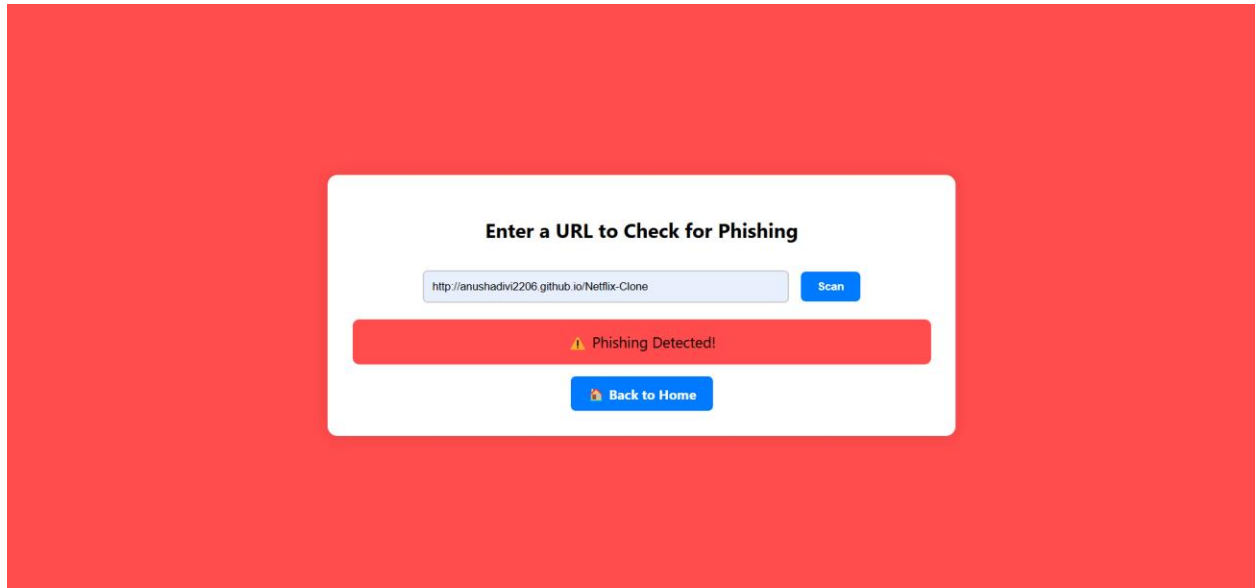 Enter a URL to Check for Phishing
http://anushadivi2206.github.io/Netflix-Clone
Scan
⚠️ Phishing Detected!
🏠 Back to Home